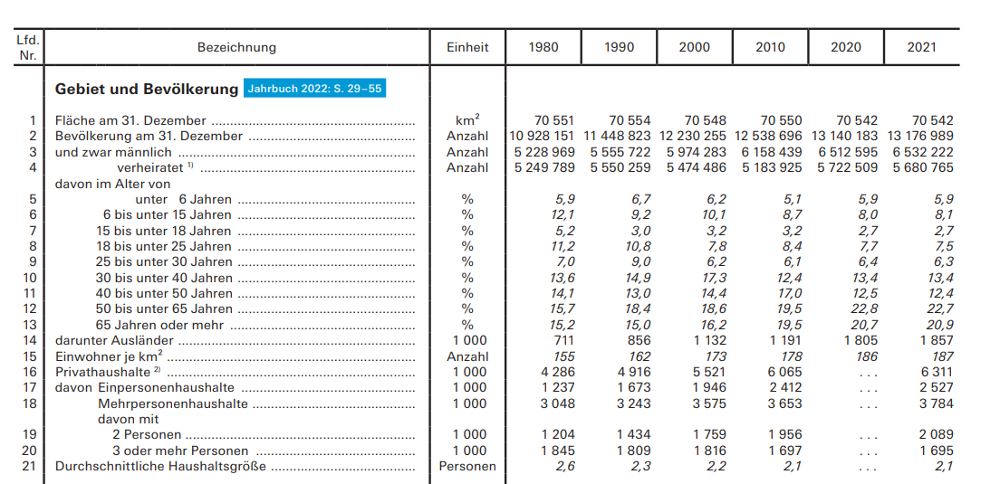 Lfd. Nr. Bezeichnung Einheit 1980 1990 2000 2010 2020 2021
Gebiet und Bevölkerung Jahrbuch 2022: S. 29–55
1 Fläche am 31. Dezember km² 70 551 70 554 70 548 70 550 70 542 70 542
2 Bevölkerung am 31. Dezember Anzahl 10 928 151 11 448 823 12 230 255 12 538 696 13 140 183 13 176 989
3 und zwar männlich Anzahl 5 228 969 5 555 722 5 974 283 6 158 439 6 512 595 6 532 222
4 verheiratet 1) Anzahl 5 249 789 5 550 259 5 474 486 5 183 925 5 722 509 5 680 765
davon im Alter von
5 unter 6 Jahren % 5,9 6,7 6,2 5,1 5,9 5,9
6 6 bis unter 15 Jahren % 12,1 9,2 10,1 8,7 8,0 8,1
7 15 bis unter 18 Jahren % 5,2 3,0 3,2 3,2 2,7 2,7
8 18 bis unter 25 Jahren % 11,2 10,8 7,8 8,4 7,7 7,5
9 25 bis unter 30 Jahren % 7,0 9,0 6,2 6,1 6,4 6,3
10 30 bis unter 40 Jahren % 13,6 14,9 17,3 12,4 13,4 13,4
11 40 bis unter 50 Jahren % 14,1 13,0 14,4 17,0 12,5 12,4
12 50 bis unter 65 Jahren % 15,7 18,4 18,6 19,5 22,8 22,7
13 65 Jahren oder mehr % 15,2 15,0 16,2 19,5 20,7 20,9
14 darunter Ausländer 1 000 711 856 1 132 1 191 1 805 1 857
15 Einwohner je km² Anzahl 155 162 173 178 186 187
16 Privathaushalte 2) 1 000 4 286 4 916 5 521 6 065 . . . 6 311
17 davon Einpersonenhaushalte 1 000 1 237 1 673 1 946 2 412 . . . 2 527
18 Mehrpersonenhaushalte 1 000 3 048 3 243 3 575 3 653 . . . 3 784
davon mit
19 2 Personen 1 000 1 204 1 434 1 759 1 956 . . . 2 089
20 3 oder mehr Personen 1 000 1 845 1 809 1 816 1 697 . . . 1 695
21 Durchschnittliche Haushaltsgröße Personen 2,6 2,3 2,2 2,1 . . . 2,1